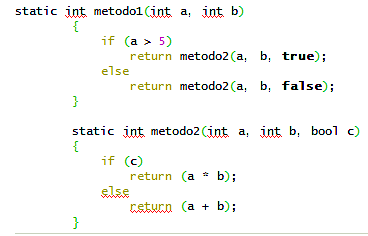 static int metodo1(int a, int b)
{
if (a > 5)
return metodo2(a, b, true);
else
return metodo2(a, b, false);
}
static int metodo2(int a, int b, bool c)
{
if (c)
return (a * b);
else
return (a + b);
}